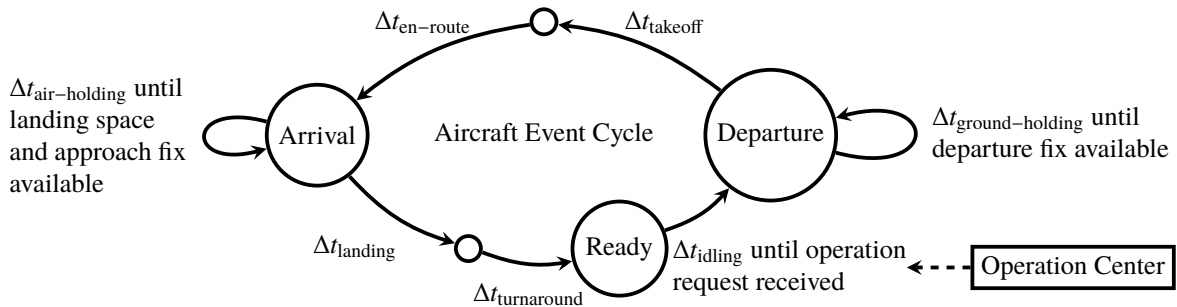 Δt_en−route
Δt_takeoff
Δt_air−holding until
landing space
and approach fix
available
Arrival
Aircraft Event Cycle
Departure
Δt_ground−holding until
departure fix available
Δt_landing
Ready
Δt_idling until operation
request received
Operation Center
Δt_turnaround